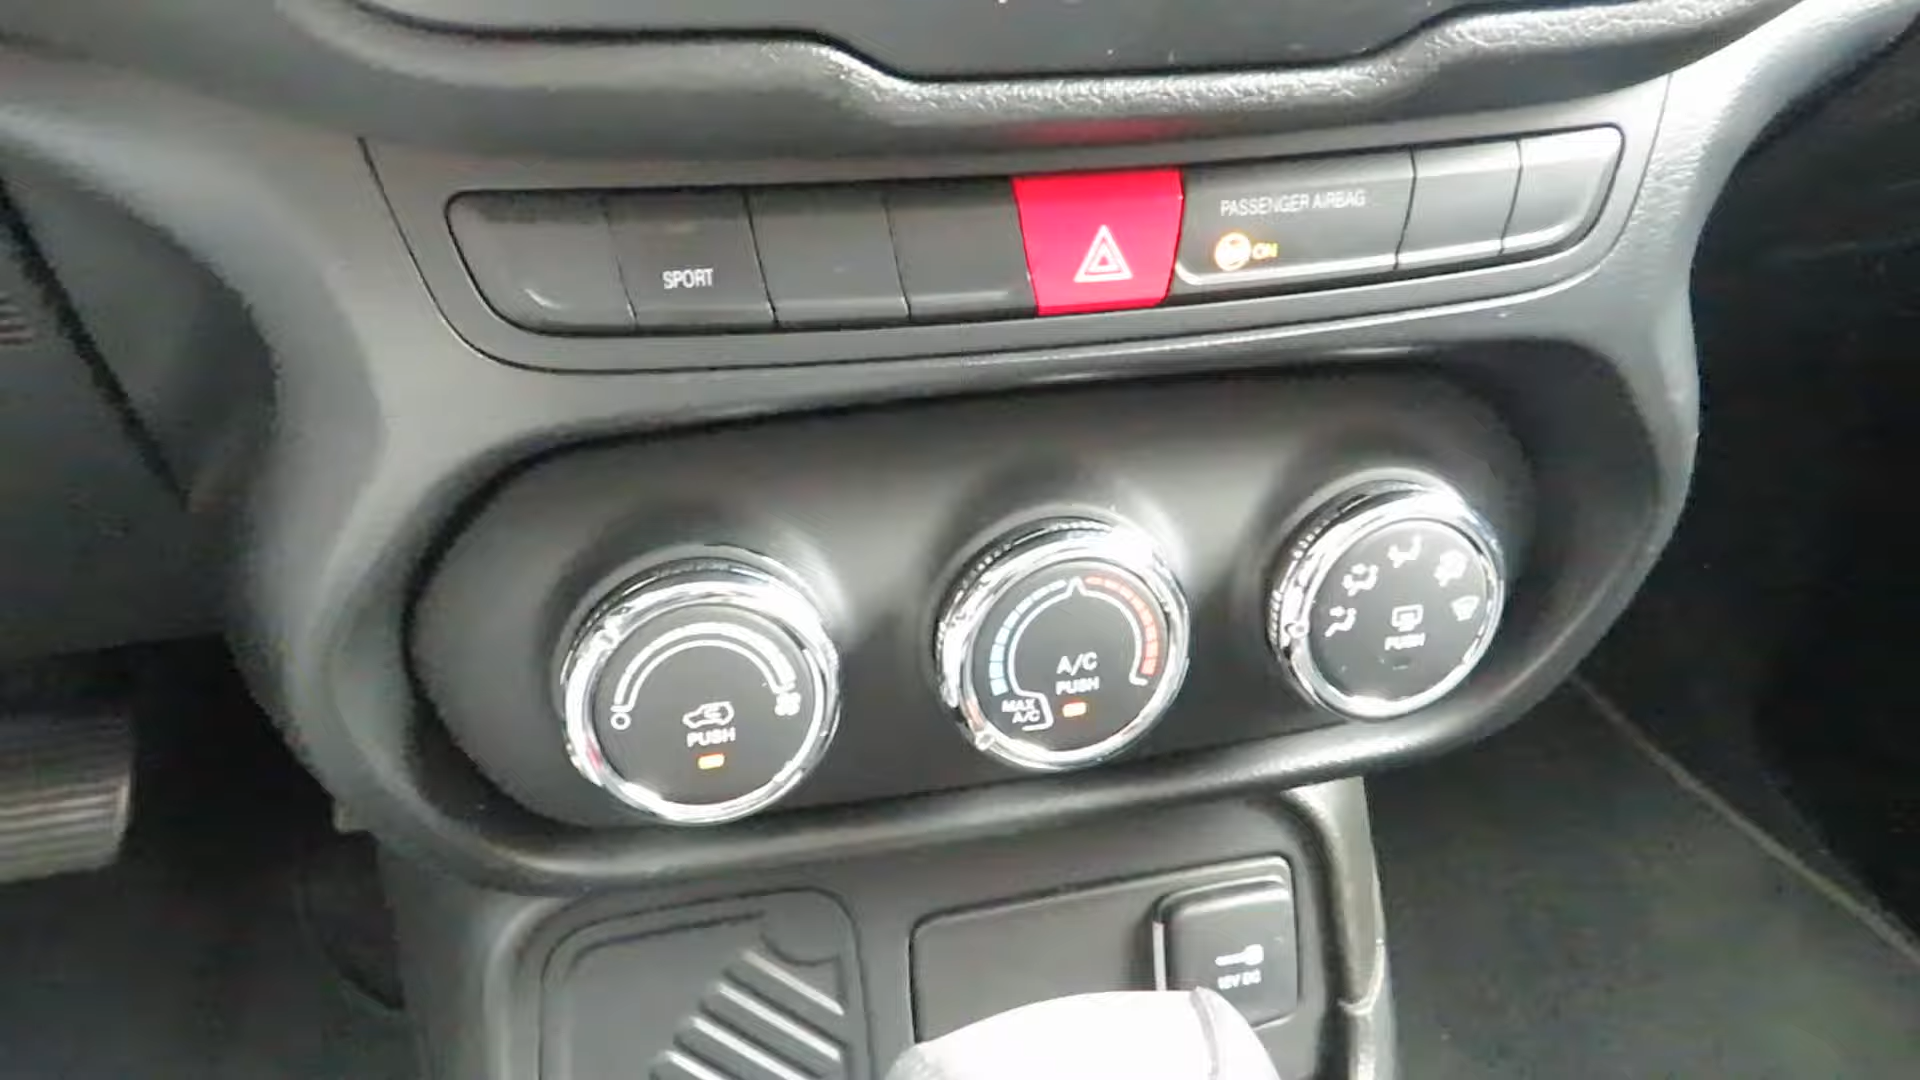 SPORT
PASSENGER AIRBAG
ON
PUSH
A/C
PUSH
MAX
A/C
PUSH
12V DC